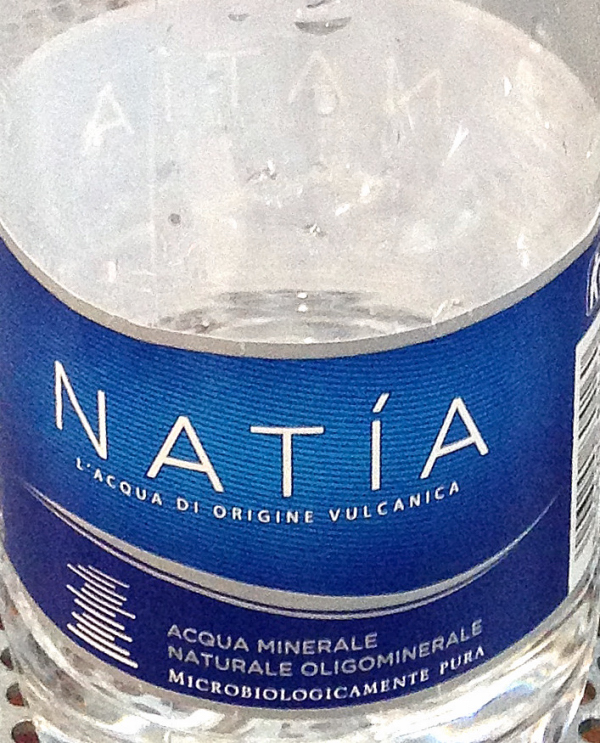 NATÍA
L'ACQUA DI ORIGINE VULCANICA
ACQUA MINERALE
NATURALE OLIGOMINERALE
MICROBIOLOGICAMENTE PURA